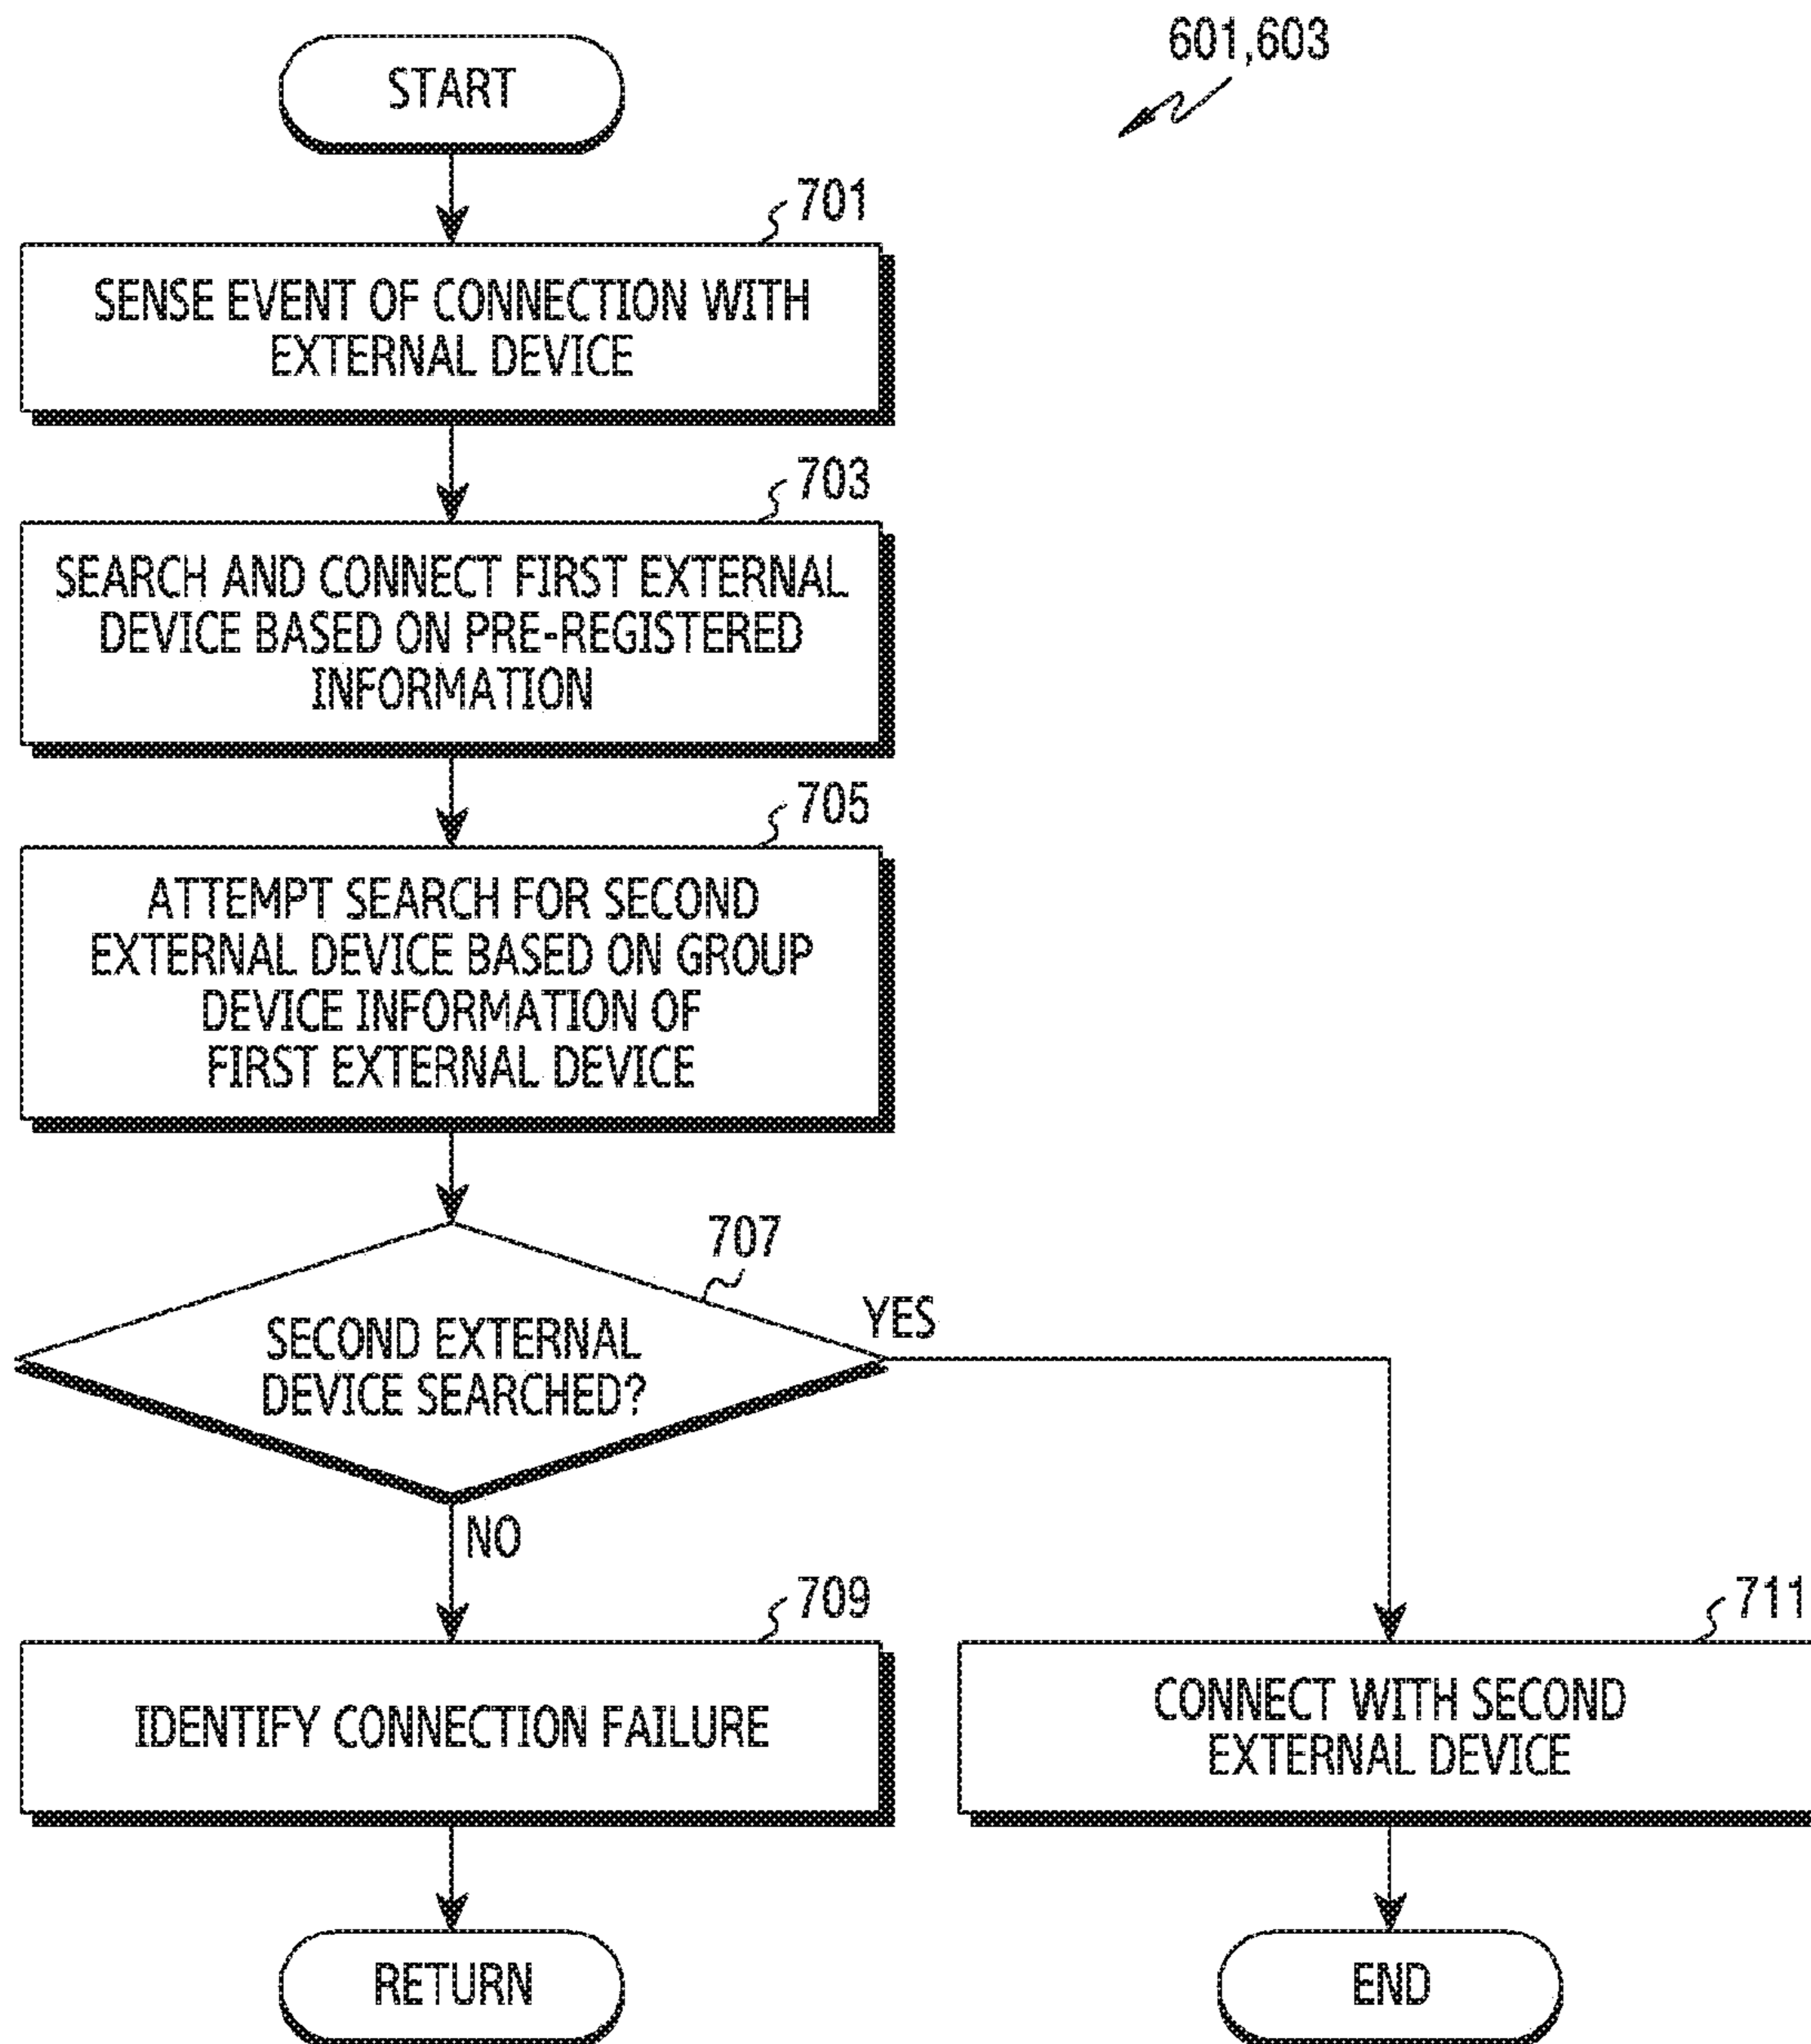 601,603
START
701
SENSE EVENT OF CONNECTION WITH
EXTERNAL DEVICE
703
SEARCH AND CONNECT FIRST EXTERNAL
DEVICE BASED ON PRE-REGISTERED
INFORMATION
705
ATTEMPT SEARCH FOR SECOND
EXTERNAL DEVICE BASED ON GROUP
DEVICE INFORMATION OF
FIRST EXTERNAL DEVICE
707
SECOND EXTERNAL
DEVICE SEARCHED?
YES
NO
709
IDENTIFY CONNECTION FAILURE
711
CONNECT WITH SECOND
EXTERNAL DEVICE
RETURN
END